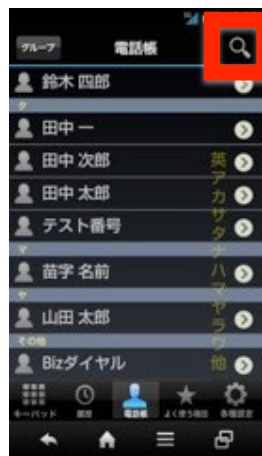 グループ
電話帳
鈴木 四郎
タ
田中 一
田中 次郎
田中 太郎
テスト番号
マ
苗字 名前
ヤ
山田 太郎
その他
Bizダイヤル
英
ア
カ
サ
タ
ナ
ハ
マ
ヤ
ラ
ワ
他
キーパッド
履歴
電話帳
よく使う項目
各種設定